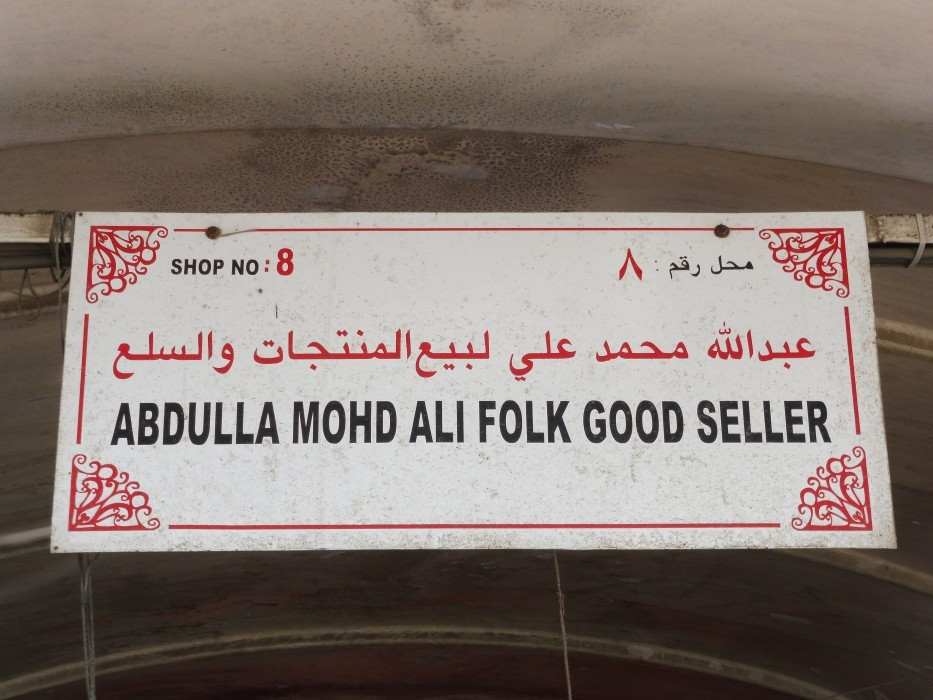 SHOP NO : 8
محل رقم : ٨
عبدالله محمد علي لبيع المنتجات والسلع
ABDULLA MOHD ALI FOLK GOOD SELLER